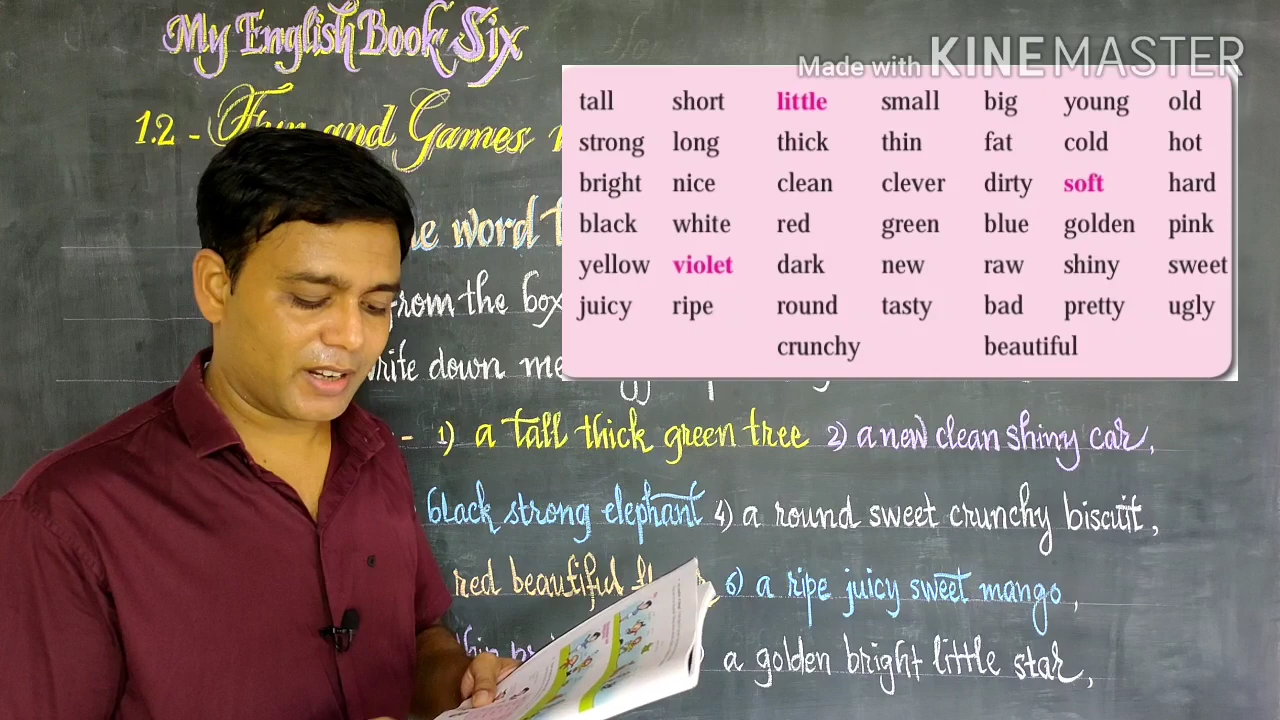 My English Book Six
Made with KINEMASTER
1.2 - Fun and Games
tall short little small big young old
strong long thick thin fat cold hot
bright nice clean clever dirty soft hard
black white red green blue golden pink
yellow violet dark new raw shiny sweet
juicy ripe round tasty bad pretty ugly
crunchy beautiful
word
from the box
write down
- 1) a tall thick green tree 2) a new clean shiny car,
black strong elephant 4) a round sweet crunchy biscuit,
red beautiful 6) a ripe juicy sweet mango,
a golden bright little star,